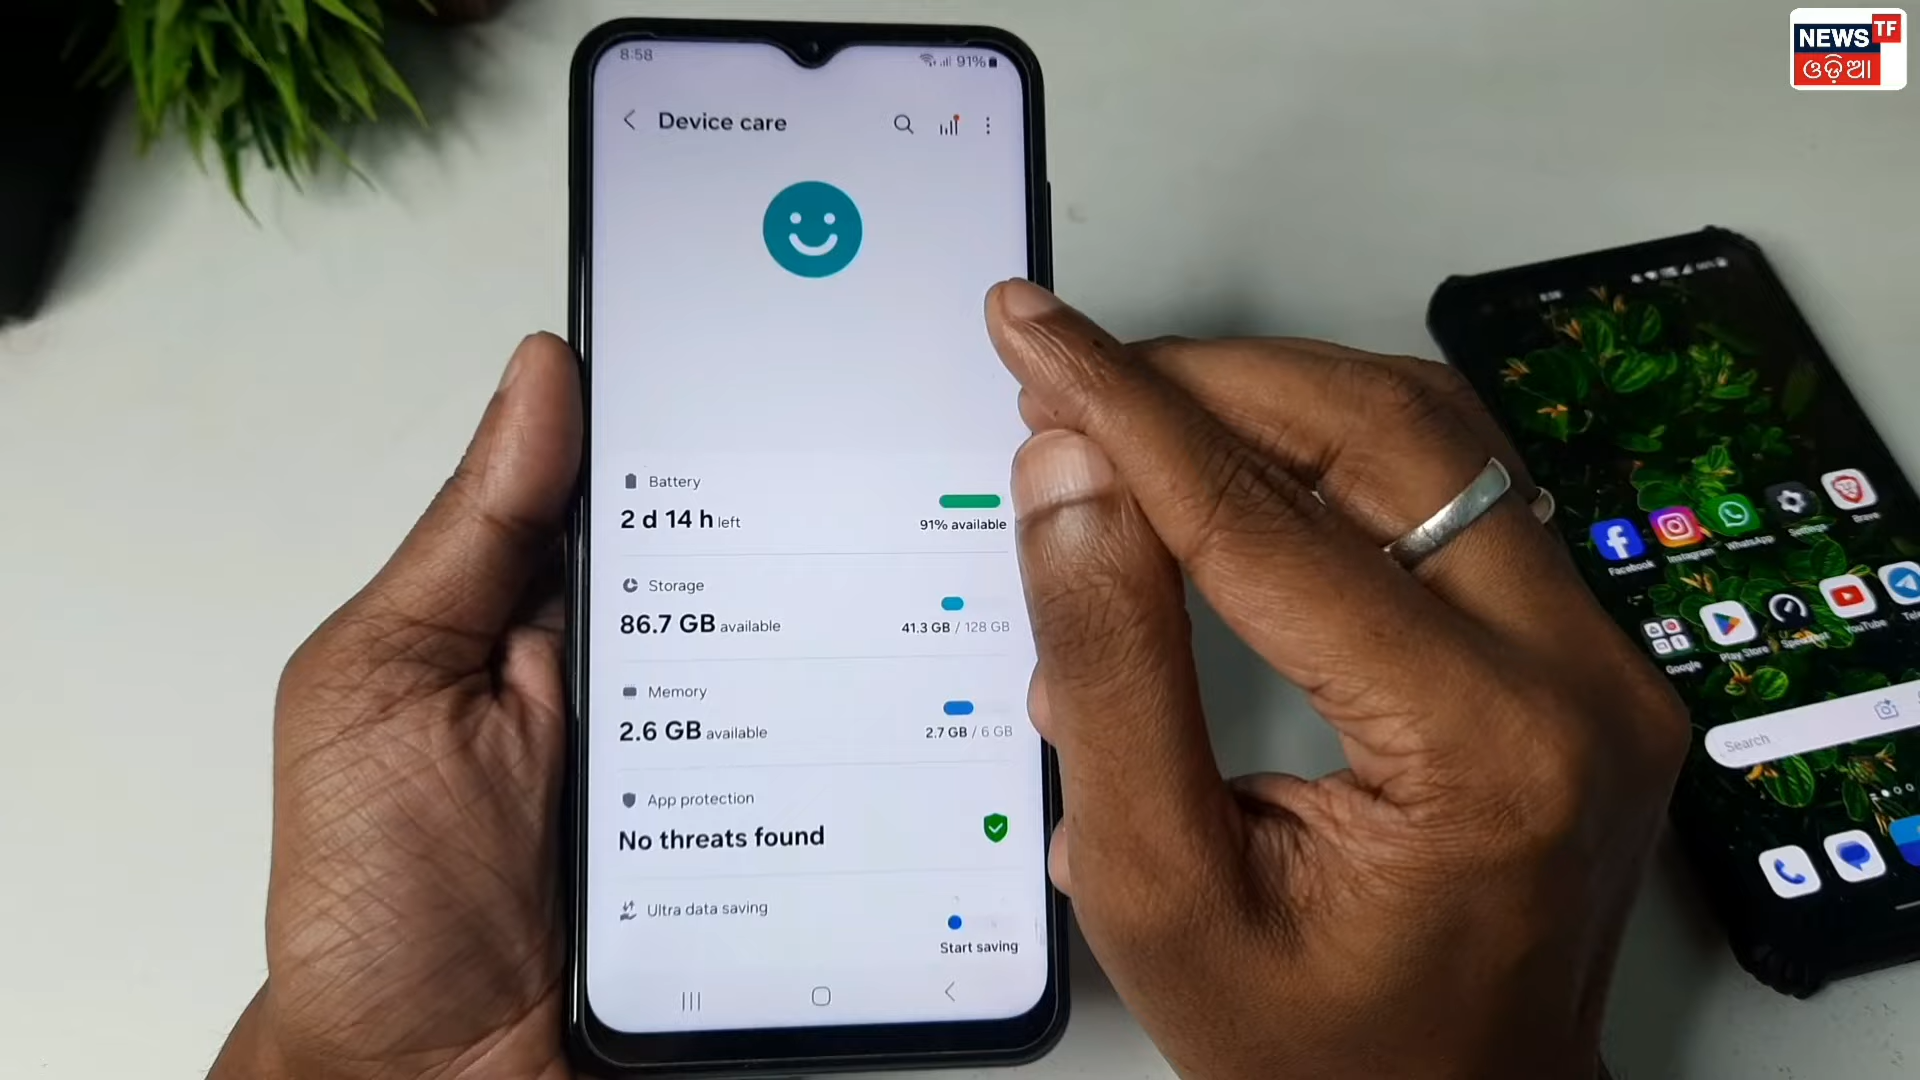 NEWS TF
ଓଡ଼ିଆ
8:58
91%
Device care
Battery
2 d 14 h left
91% available
Storage
86.7 GB available
41.3 GB / 128 GB
Memory
2.6 GB available
2.7 GB / 6 GB
App protection
No threats found
Ultra data saving
Start saving
Facebook
Instagram
WhatsApp
Settings
Brave
Google
Play Store
YouTube
Search